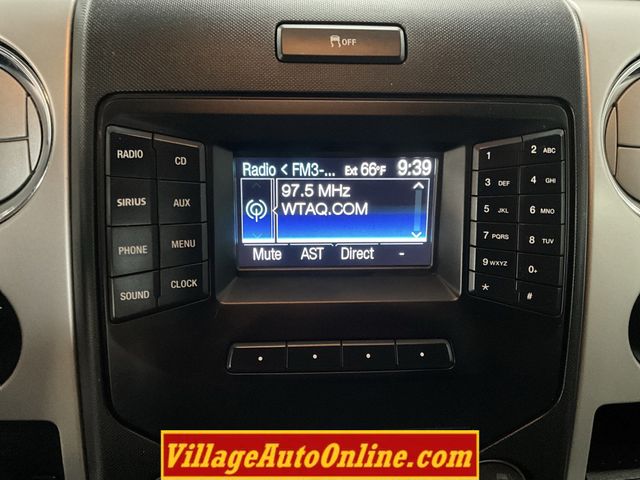 OFF
Radio < FM3-... Ext 66°F 9:39
97.5 MHz
WTAQ.COM
Mute AST Direct -
RADIO CD
SIRIUS AUX
PHONE MENU
SOUND CLOCK
1 2 ABC
3 DEF 4 GHI
5 JKL 6 MNO
7 PQRS 8 TUV
9 WXYZ 0+
* #
VillageAutoOnline.com